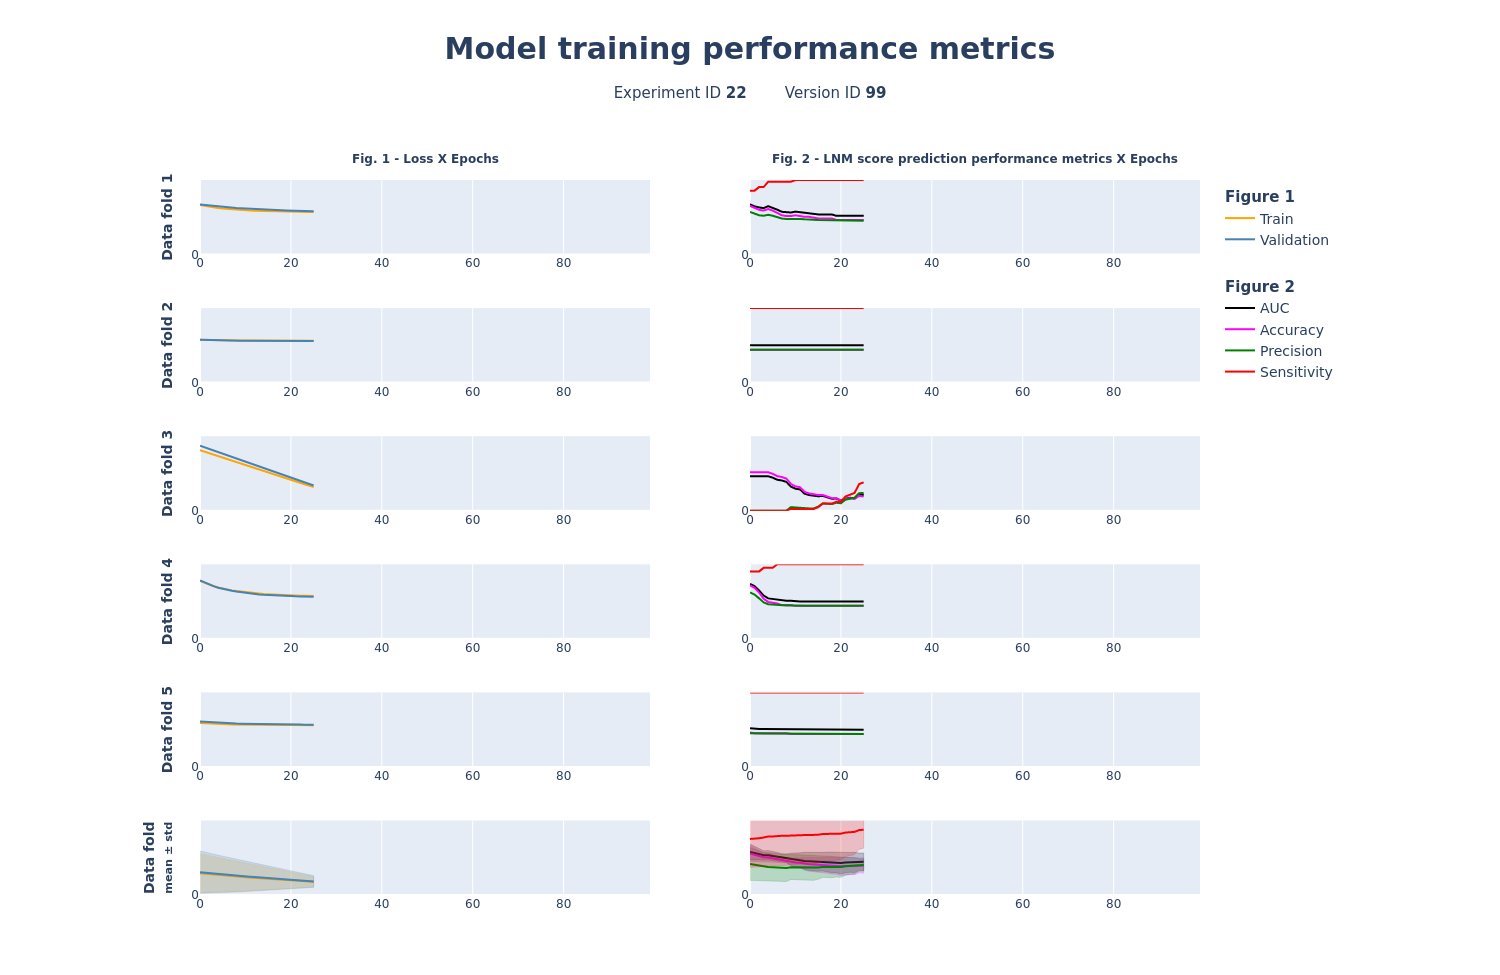 Model training performance metrics
Experiment ID 22 Version ID 99
Fig. 1 - Loss X Epochs
Fig. 2 - LNM score prediction performance metrics X Epochs
Data fold 1
0
0 20 40 60 80
0
0 20 40 60 80
Data fold 2
0
0 20 40 60 80
0
0 20 40 60 80
Data fold 3
0
0 20 40 60 80
0
0 20 40 60 80
Data fold 4
0
0 20 40 60 80
0
0 20 40 60 80
Data fold 5
0
0 20 40 60 80
0
0 20 40 60 80
Data fold
mean ± std
0
0 20 40 60 80
0
0 20 40 60 80
Figure 1
Train
Validation
Figure 2
AUC
Accuracy
Precision
Sensitivity